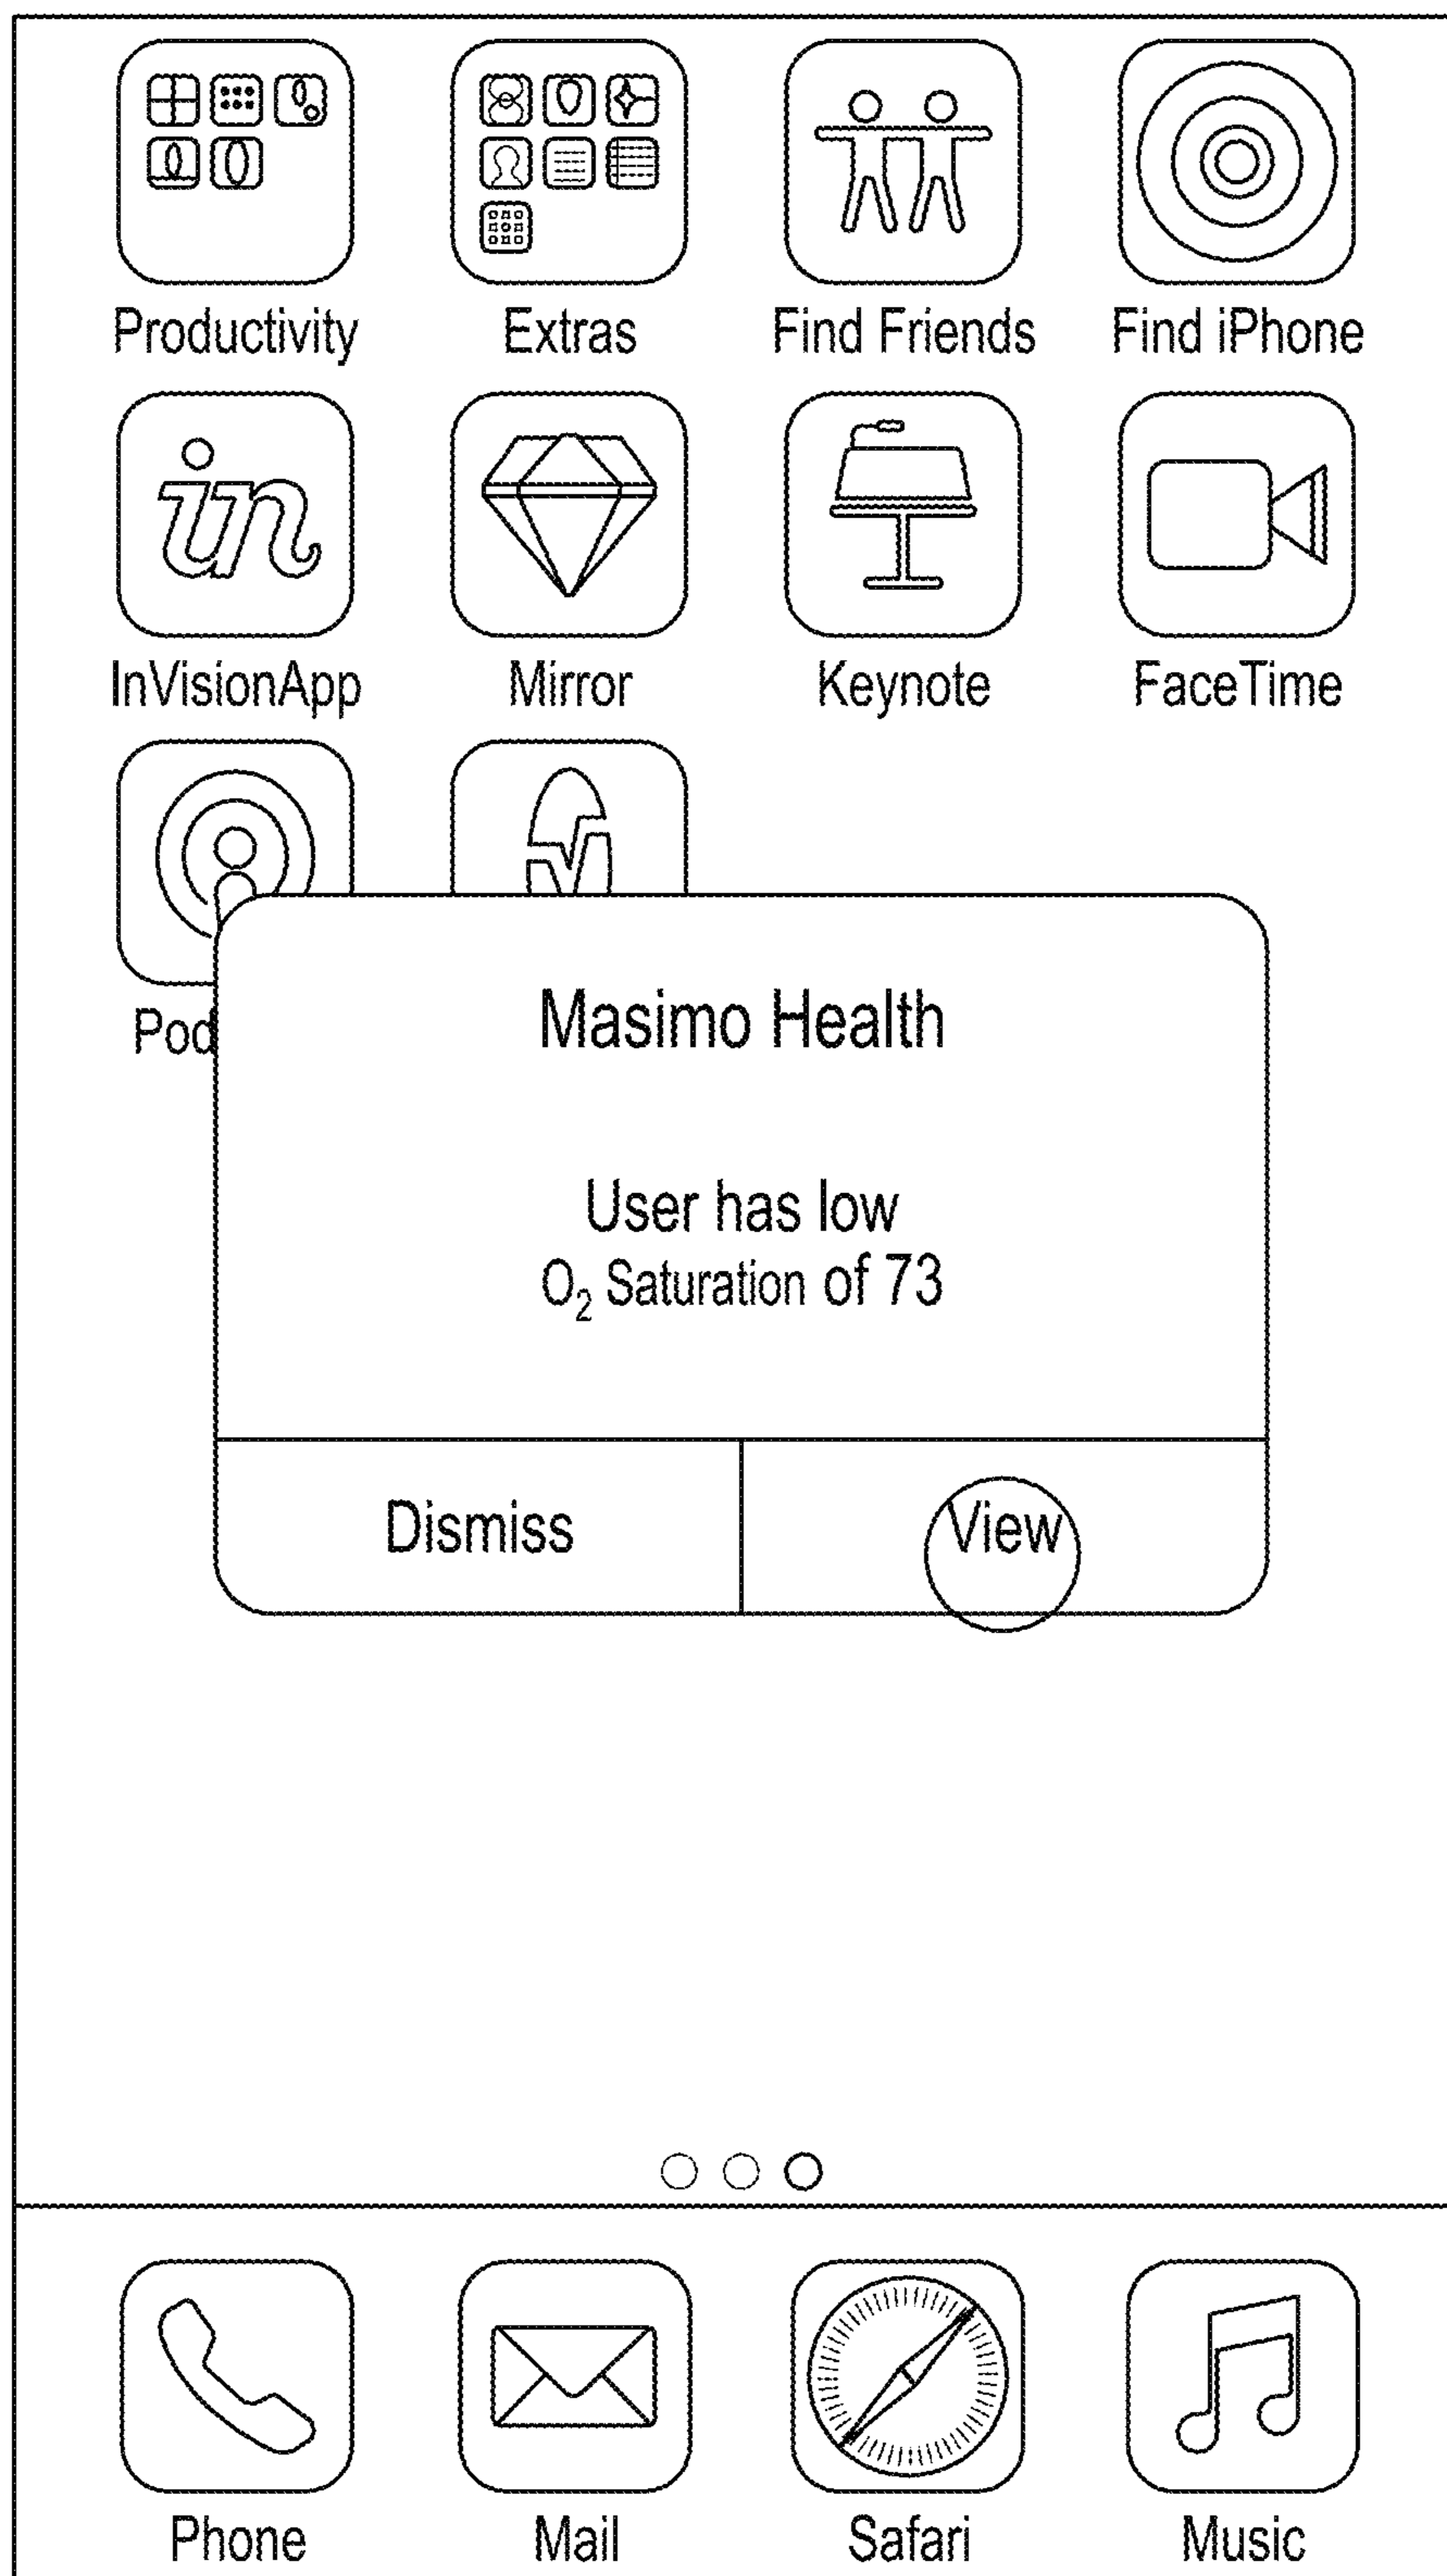 Productivity Extras Find Friends Find iPhone
InVisionApp Mirror Keynote FaceTime
Pod
Masimo Health
User has low
O₂ Saturation of 73
Dismiss View
Phone Mail Safari Music